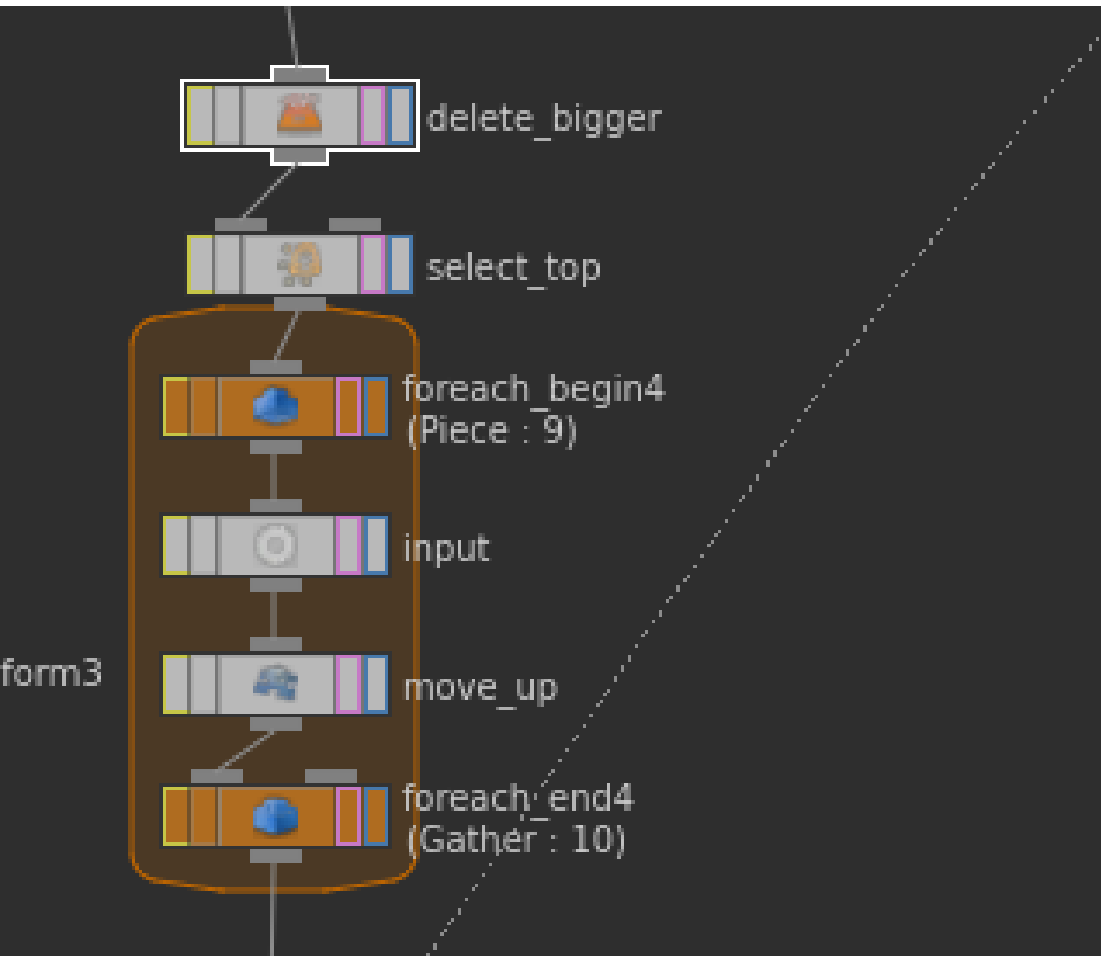 delete_bigger
select_top
foreach_begin4
(Piece : 9)
input
form3
move_up
foreach_end4
(Gather : 10)